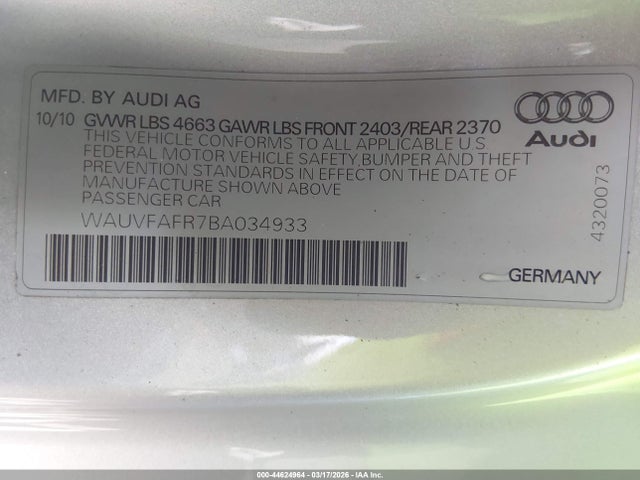 MFD. BY AUDI AG
10/10 GVWR LBS 4663 GAWR LBS FRONT 2403/REAR 2370
THIS VEHICLE CONFORMS TO ALL APPLICABLE U.S
FEDERAL MOTOR VEHICLE SAFETY,BUMPER AND THEFT
PREVENTION STANDARDS IN EFFECT ON THE DATE OF
MANUFACTURE SHOWN ABOVE
PASSENGER CAR
WAUVFAFR7BA034933
Audi
4320073
GERMANY
000-44624964 - 03/17/2026 - IAA Inc.